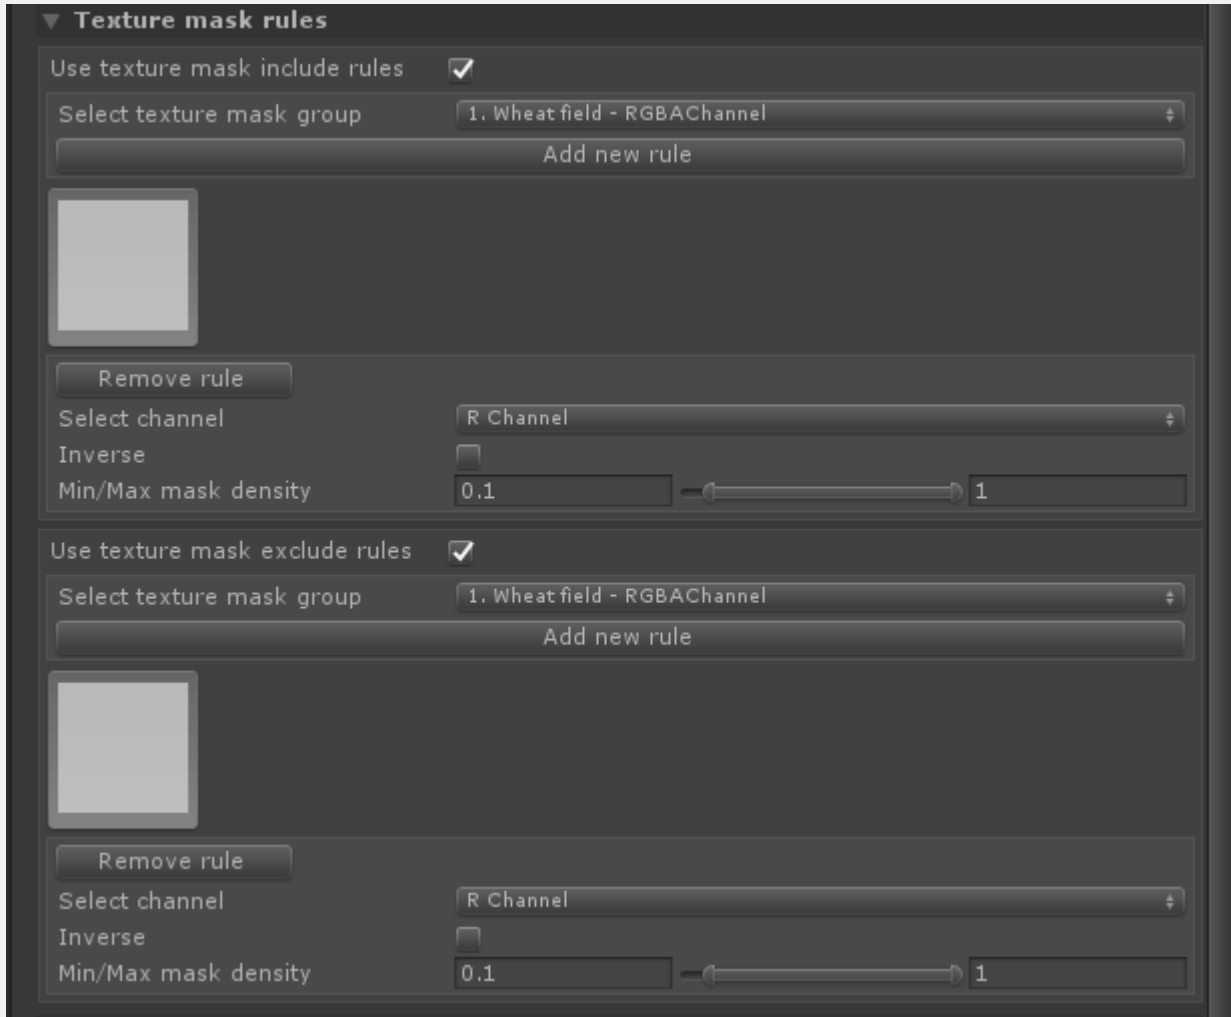 Texture mask rules
Use texture mask include rules
Select texture mask group 1. Wheat field - RGBAChannel
Add new rule
Remove rule
Select channel R Channel
Inverse
Min/Max mask density 0.1 1
Use texture mask exclude rules
Select texture mask group 1. Wheat field - RGBAChannel
Add new rule
Remove rule
Select channel R Channel
Inverse
Min/Max mask density 0.1 1